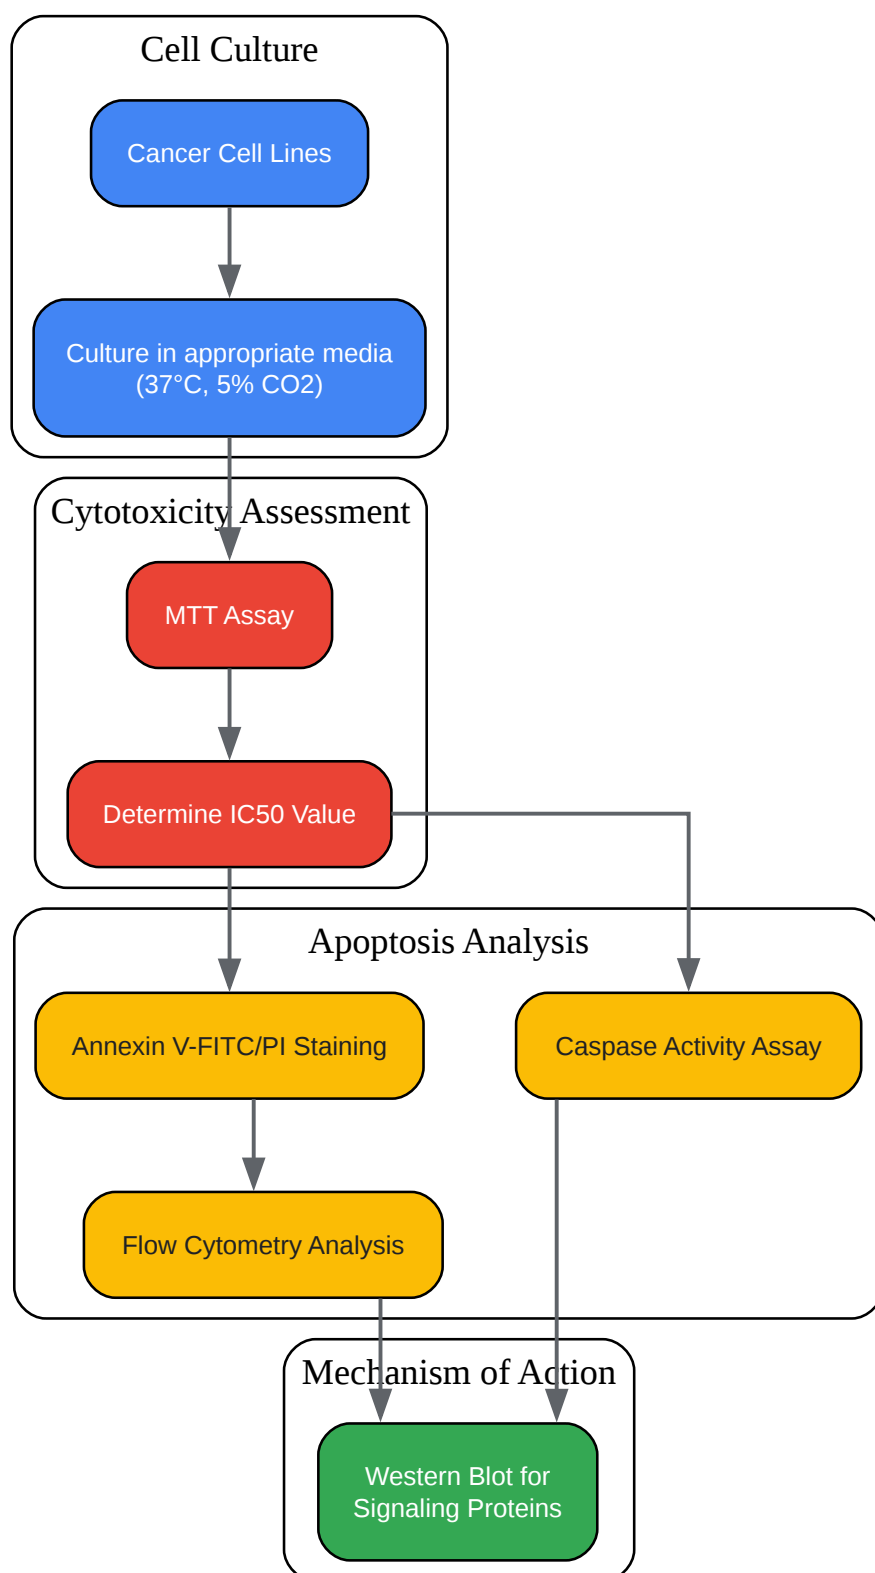 Cell Culture
Cancer Cell Lines
Culture in appropriate media
(37°C, 5% CO2)
Cytotoxicity Assessment
MTT Assay
Determine IC50 Value
Apoptosis Analysis
Annexin V-FITC/PI Staining
Caspase Activity Assay
Flow Cytometry Analysis
Mechanism of Action
Western Blot for
Signaling Proteins